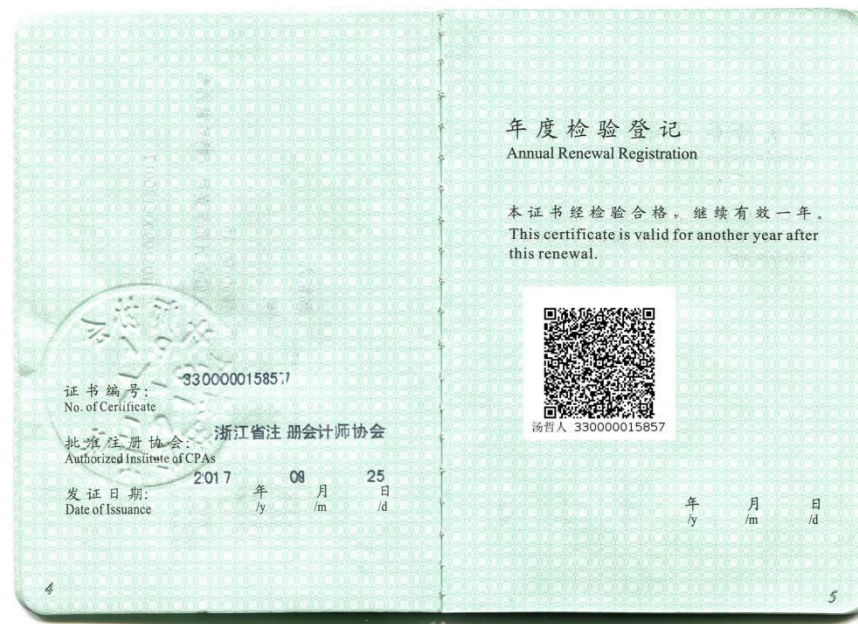 证书编号:
330000015857
No. of Certificate
批准注册协会:
浙江省注册会计师协会
Authorized Institute of CPAs
发证日期:
2017 年 09 月 25 日
Date of Issuance /y /m /d
4
年度检验登记
Annual Renewal Registration
本证书经检验合格，继续有效一年。
This certificate is valid for another year after
this renewal.
汤哲人 330000015857
年 月 日
/y /m /d
5